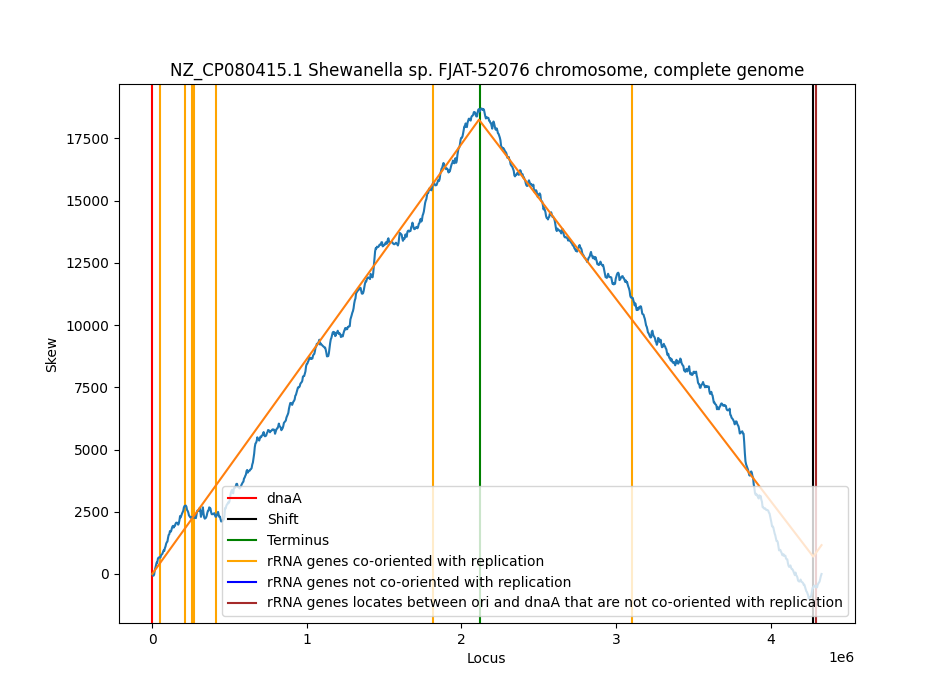 NZ_CP080415.1 Shewanella sp. FJAT-52076 chromosome, complete genome
Skew
17500
15000
12500
10000
7500
5000
2500
0
dnaA
Shift
Terminus
rRNA genes co-oriented with replication
rRNA genes not co-oriented with replication
rRNA genes locates between ori and dnaA that are not co-oriented with replication
0 1 2 3 4
1e6
Locus